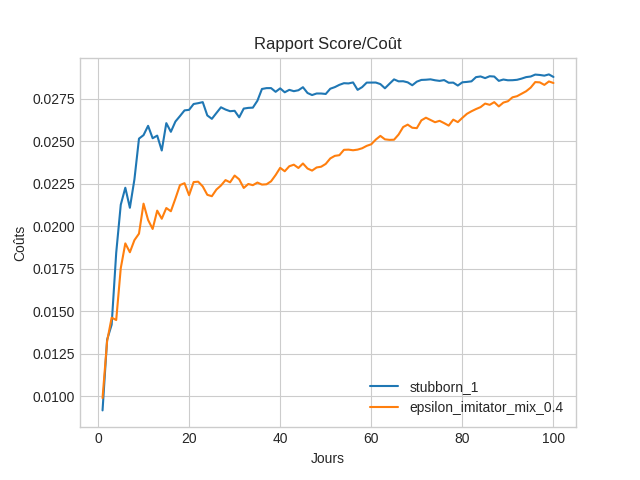 Rapport Score/Coût
Coûts
0.0275
0.0250
0.0225
0.0200
0.0175
0.0150
0.0125
0.0100
stubborn_1
epsilon_imitator_mix_0.4
0 20 40 60 80 100
Jours